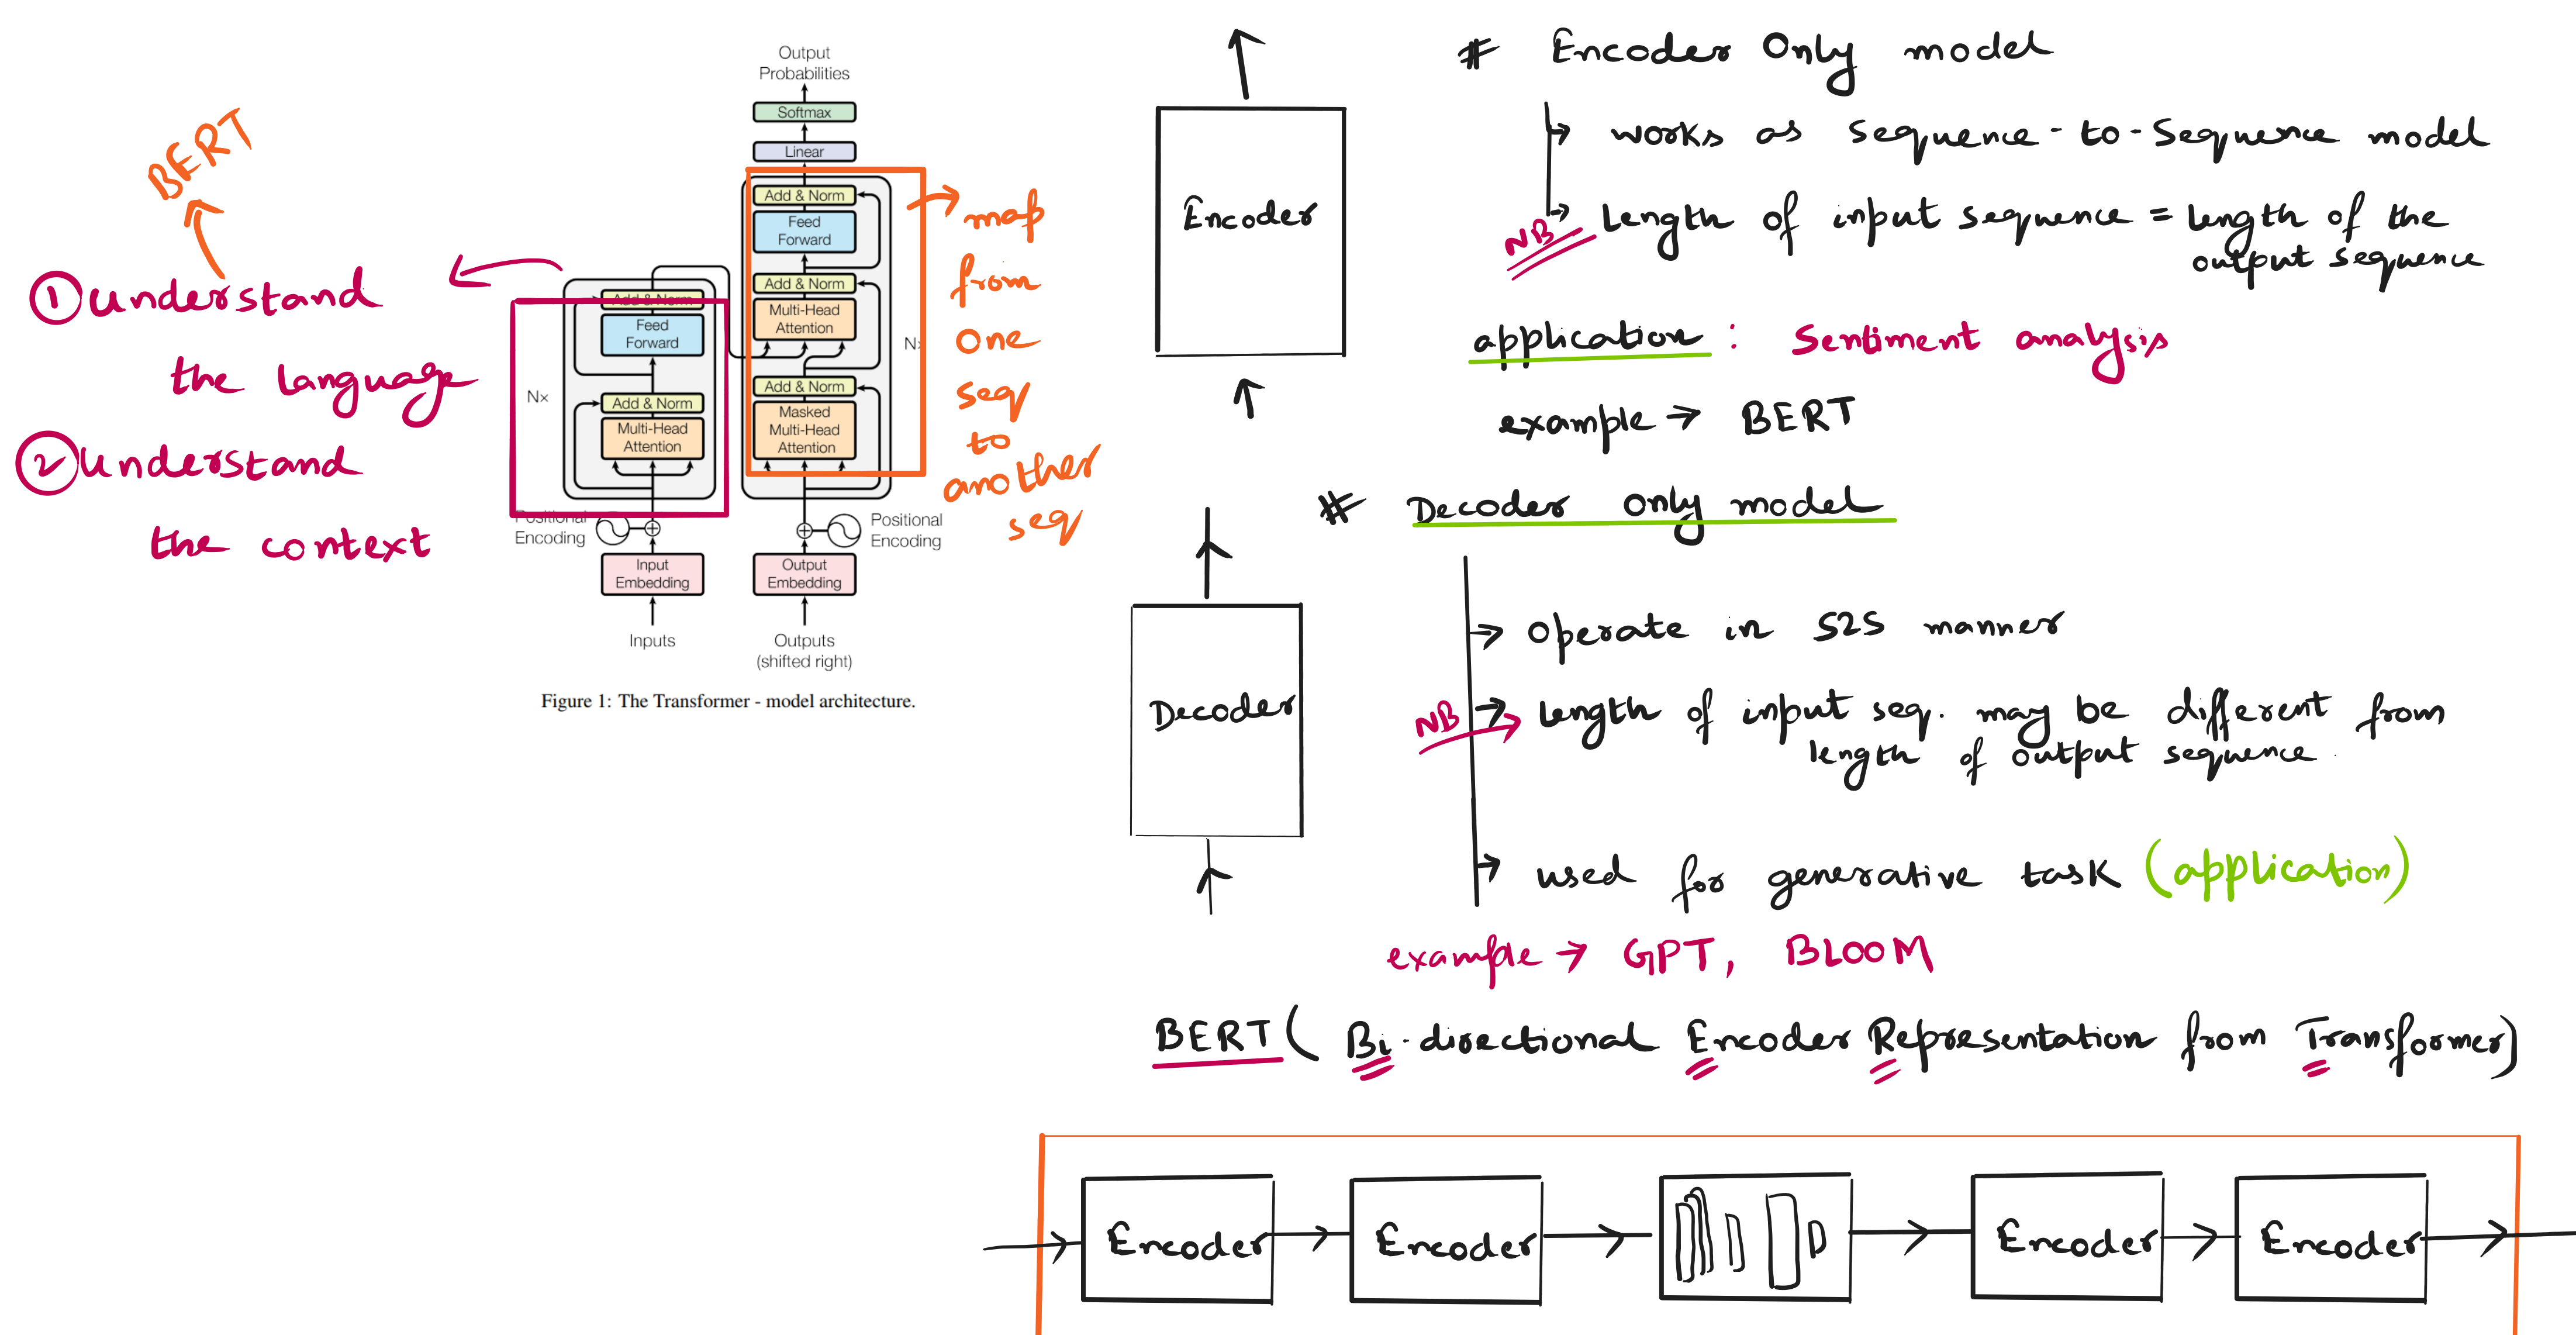 BERT
① understand
the language
② understand
the context
Output
Probabilities
Softmax
Linear
Add & Norm
Feed
Forward
Add & Norm
Multi-Head
Attention
Nx
Add & Norm
Masked
Multi-Head
Attention
Add & Norm
Feed
Forward
Nx
Add & Norm
Multi-Head
Attention
Positional
Encoding
Positional
Encoding
Input
Embedding
Output
Embedding
Inputs
Outputs
(shifted right)
Figure 1: The Transformer - model architecture.
map
from
one
seq
to
another
seq
Encoder
# Encoder Only model
→ works as sequence-to-sequence model
NB → Length of input sequence = length of the
output sequence
application : Sentiment analysis
example → BERT
Decoder
# Decoder only model
→ operate in S2S manner
NB → length of input seq. may be different from
length of output sequence.
→ used for generative task (application)
example → GPT, BLOOM
BERT ( Bi-directional Encoder Representation from Transformer)
Encoder
Encoder
Encoder
Encoder